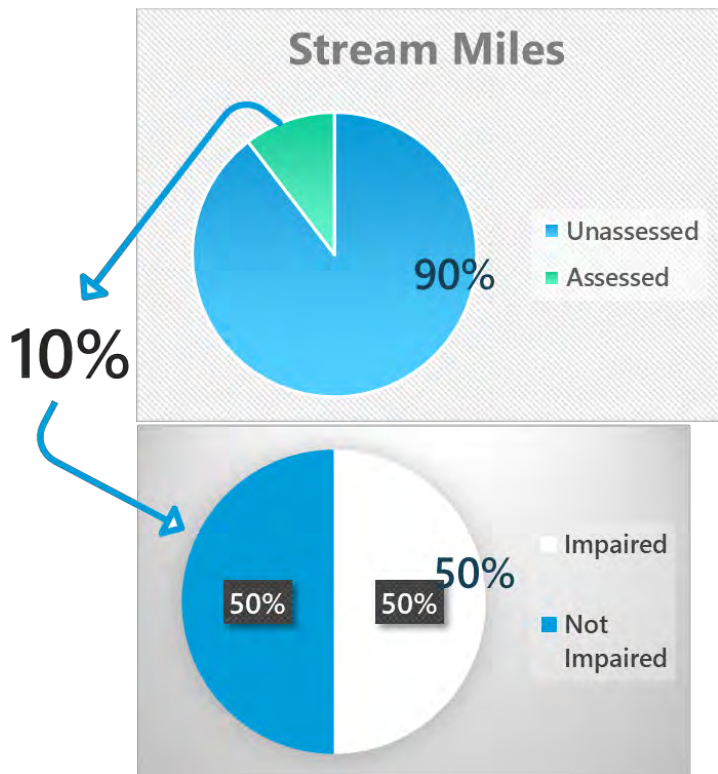 Stream Miles
90%
Unassessed
Assessed
10%
50%
50%
50%
Impaired
Not
Impaired